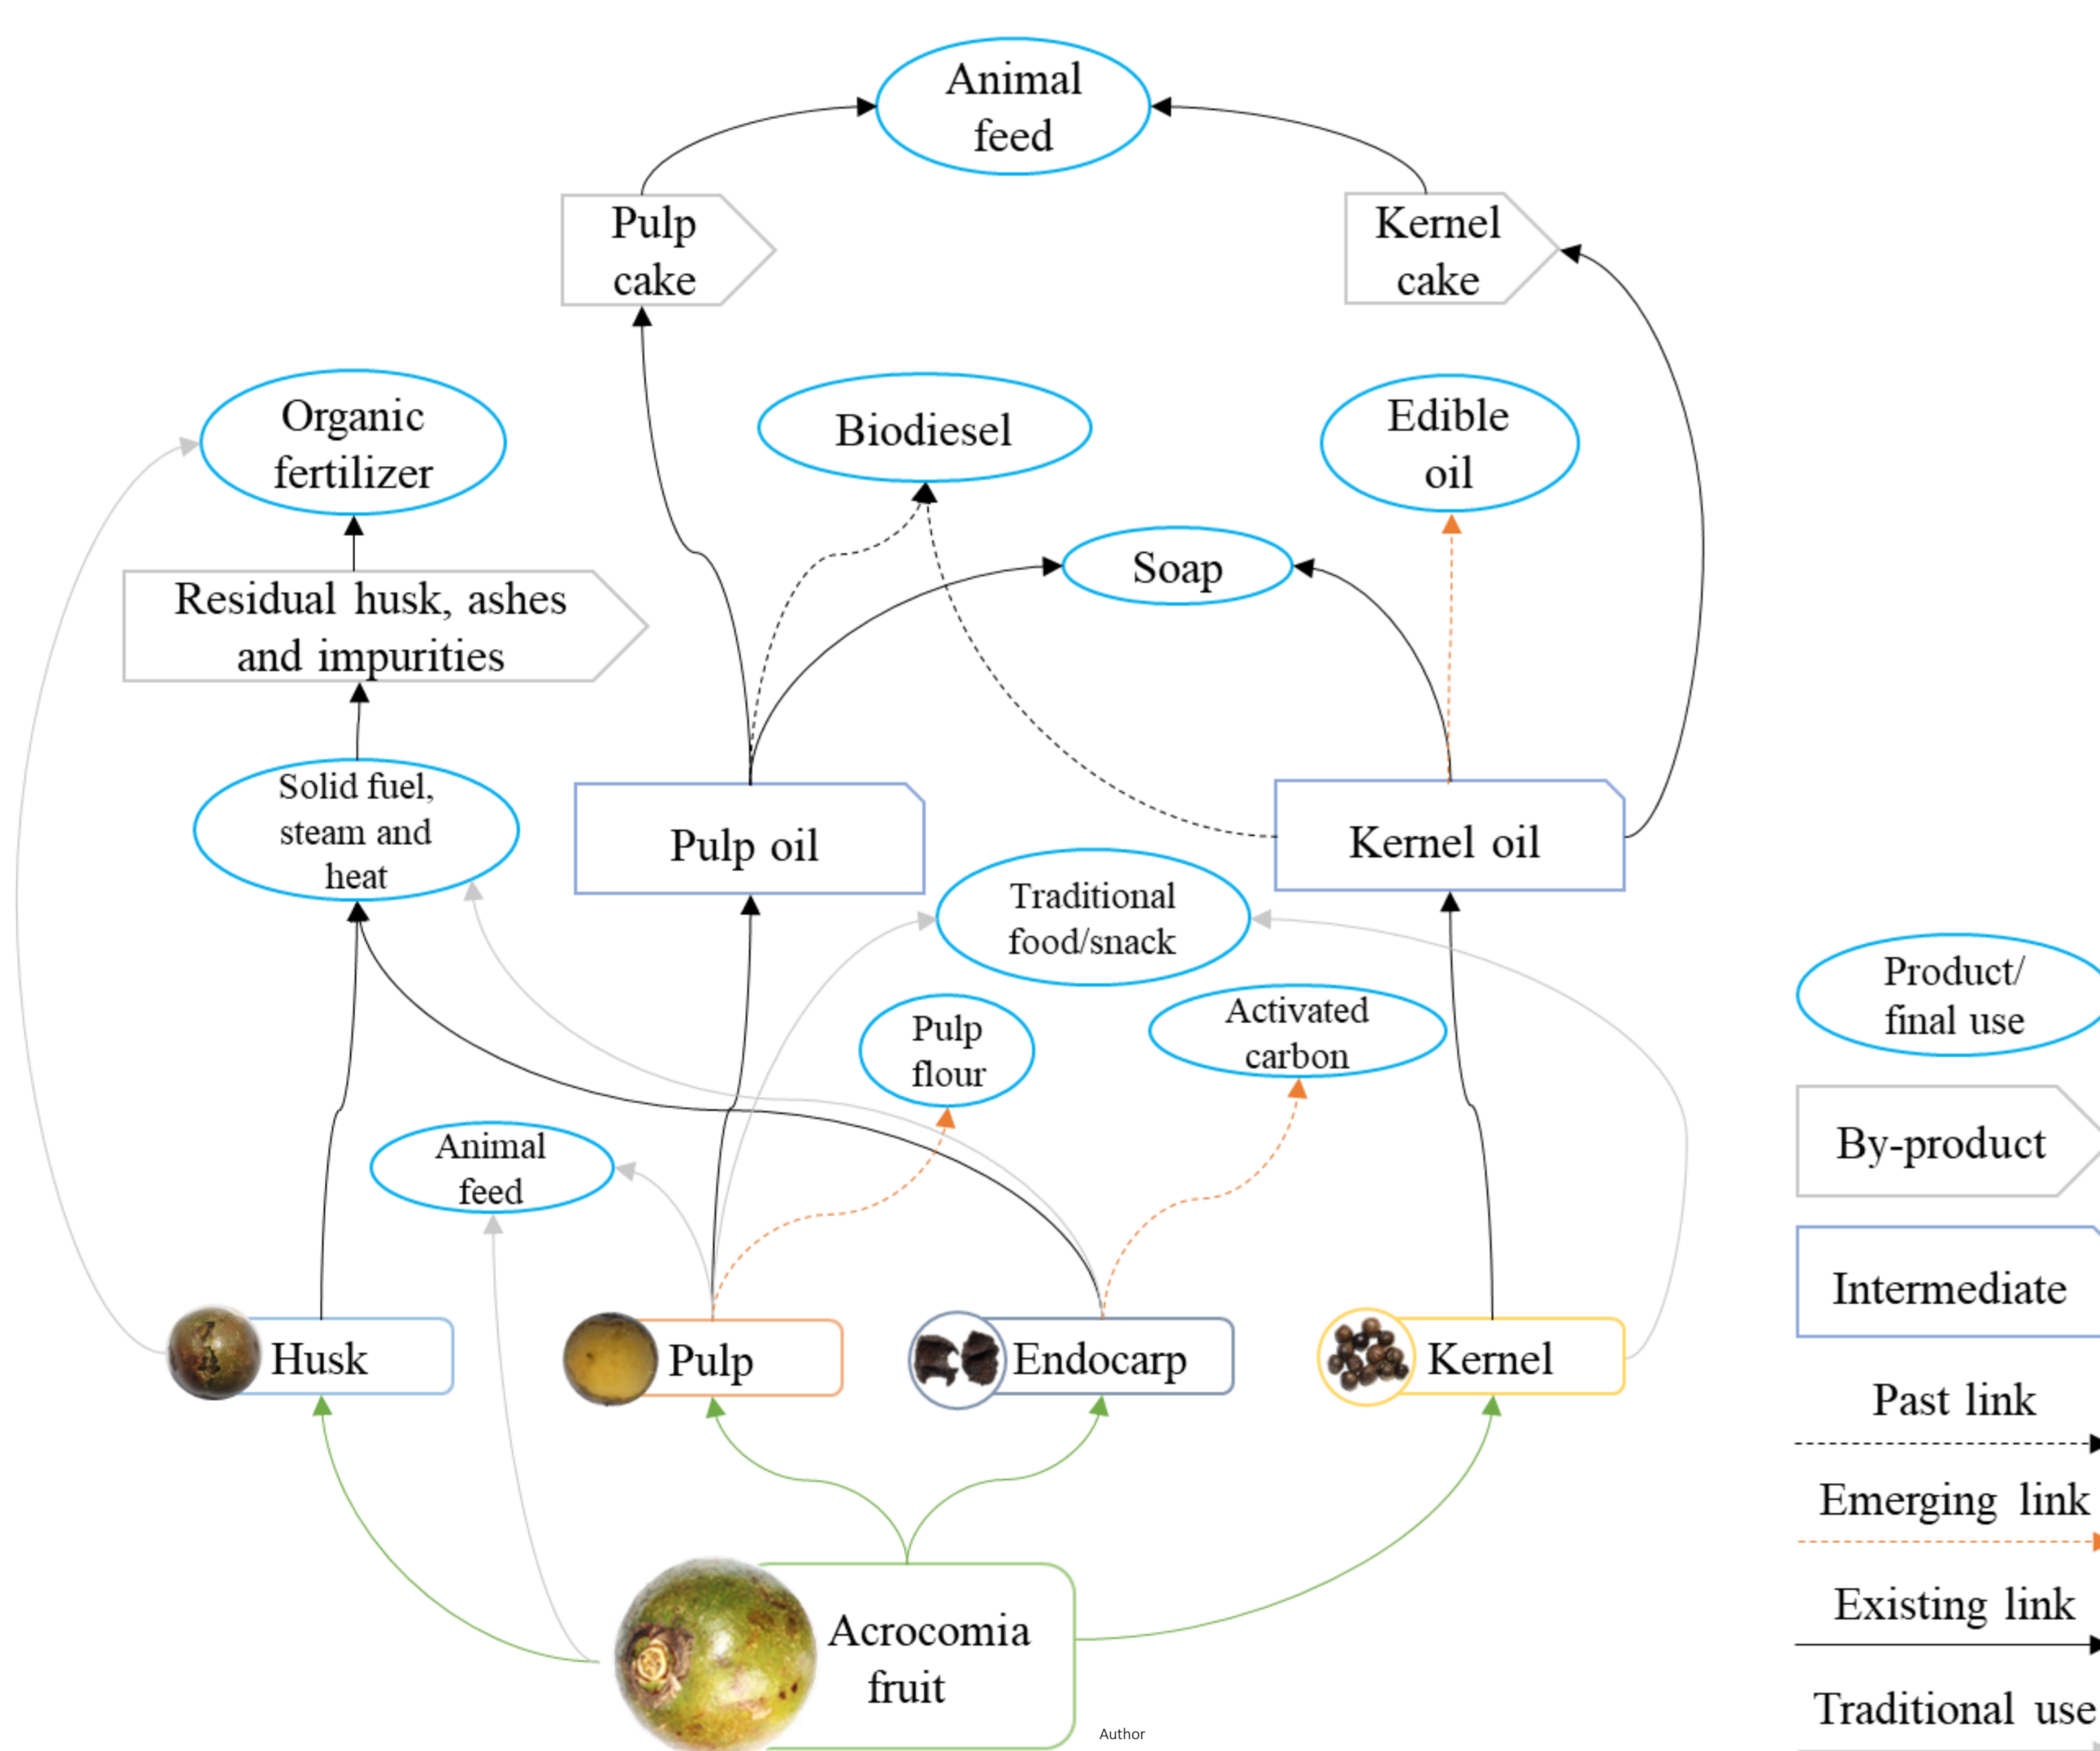 Animal
feed
Pulp
cake
Kernel
cake
Organic
fertilizer
Biodiesel
Edible
oil
Soap
Residual husk, ashes
and impurities
Solid fuel,
steam and
heat
Pulp oil
Kernel oil
Traditional
food/snack
Pulp
flour
Activated
carbon
Animal
feed
Husk
Pulp
Endocarp
Kernel
Acrocomia
fruit
Author
Product/
final use
By-product
Intermediate
Past link
Emerging link
Existing link
Traditional use